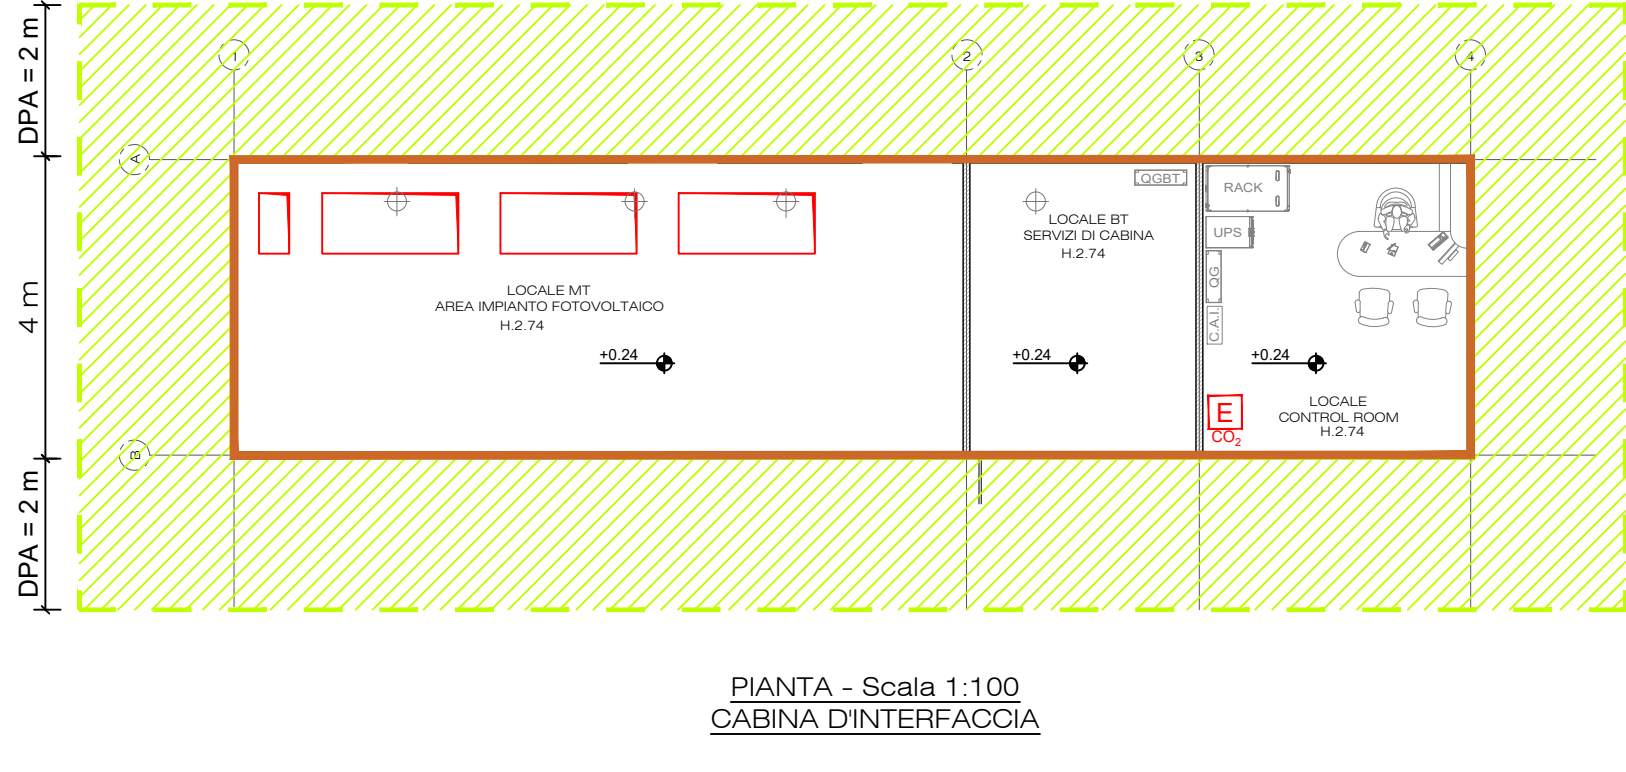 DPA = 2 m
4 m
DPA = 2 m
1
2
3
4
A
B
LOCALE MT
AREA IMPIANTO FOTOVOLTAICO
H.2.74
+0.24
QGBT
LOCALE BT
SERVIZI DI CABINA
H.2.74
+0.24
RACK
UPS
QG
C.A.I.
+0.24
E
CO2
LOCALE
CONTROL ROOM
H.2.74
PIANTA - Scala 1:100
CABINA D'INTERFACCIA